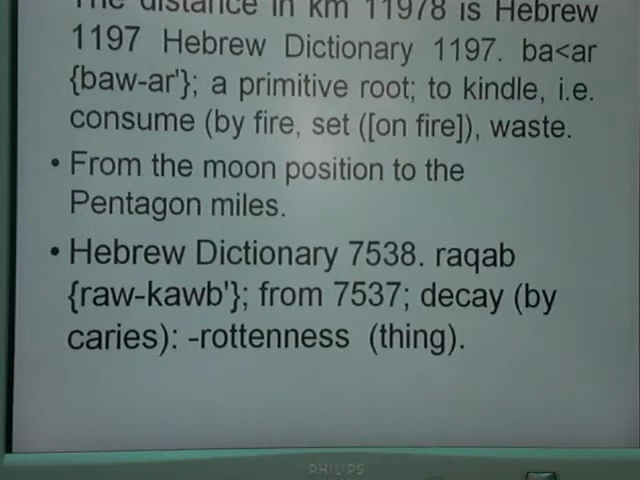 The distance in km 11978 is Hebrew
1197 Hebrew Dictionary 1197. ba<ar
{baw-ar'}; a primitive root; to kindle, i.e.
consume (by fire, set ([on fire]), waste.
• From the moon position to the
Pentagon miles.
• Hebrew Dictionary 7538. raqab
{raw-kawb'}; from 7537; decay (by
caries): -rottenness (thing).
PHILIPS